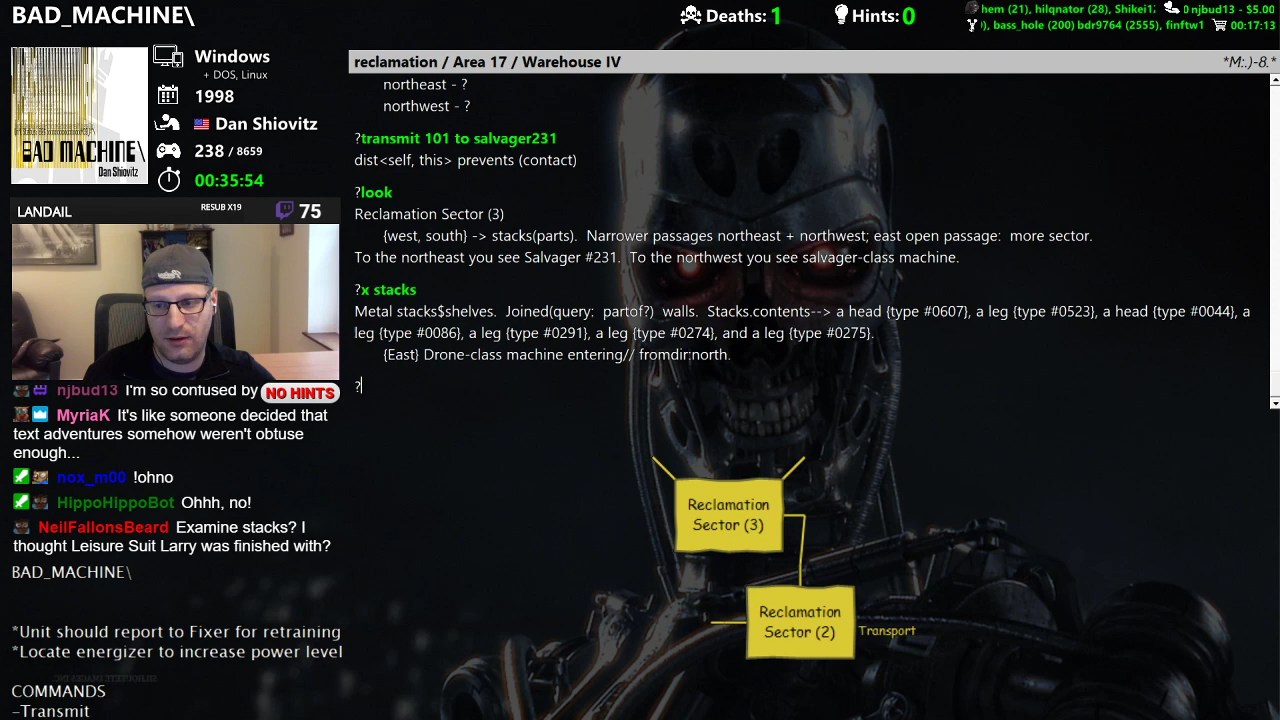 BAD_MACHINE\
Deaths: 1
Hints: 0
hem (21), hilqnator (28), Shikei12
0 njbud13 - $5.00
), bass_hole (200) bdr9764 (2555), finftw1
00:17:13
Windows
+ DOS, Linux
1998
Dan Shiovitz
238 / 8659
00:35:54
BAD MACHINE\
Dan Shiovitz
LANDAIL
RESUB X19
75
njbud13 I'm so confused by
NO HINTS
MyriaK It's like someone decided that
text adventures somehow weren't obtuse
enough...
nox_m00 !ohno
HippoHippoBot Ohhh, no!
NeilFallonsBeard Examine stacks? I
thought Leisure Suit Larry was finished with?
BAD_MACHINE\
*Unit should report to Fixer for retraining
*Locate energizer to increase power level
COMMANDS
-Transmit
reclamation / Area 17 / Warehouse IV
*M:.)-8.*
northeast - ?
northwest - ?
?transmit 101 to salvager231
dist<self, this> prevents (contact)
?look
Reclamation Sector (3)
{west, south} -> stacks(parts).  Narrower passages northeast + northwest; east open passage:  more sector.
To the northeast you see Salvager #231.  To the northwest you see salvager-class machine.
?x stacks
Metal stacks$shelves.  Joined(query:  partof?)  walls.  Stacks.contents--> a head {type #0607}, a leg {type #0523}, a head {type #0044}, a
leg {type #0086}, a leg {type #0291}, a leg {type #0274}, and a leg {type #0275}.
{East} Drone-class machine entering// fromdir:north.
?
Reclamation
Sector (3)
Reclamation
Sector (2)
Transport